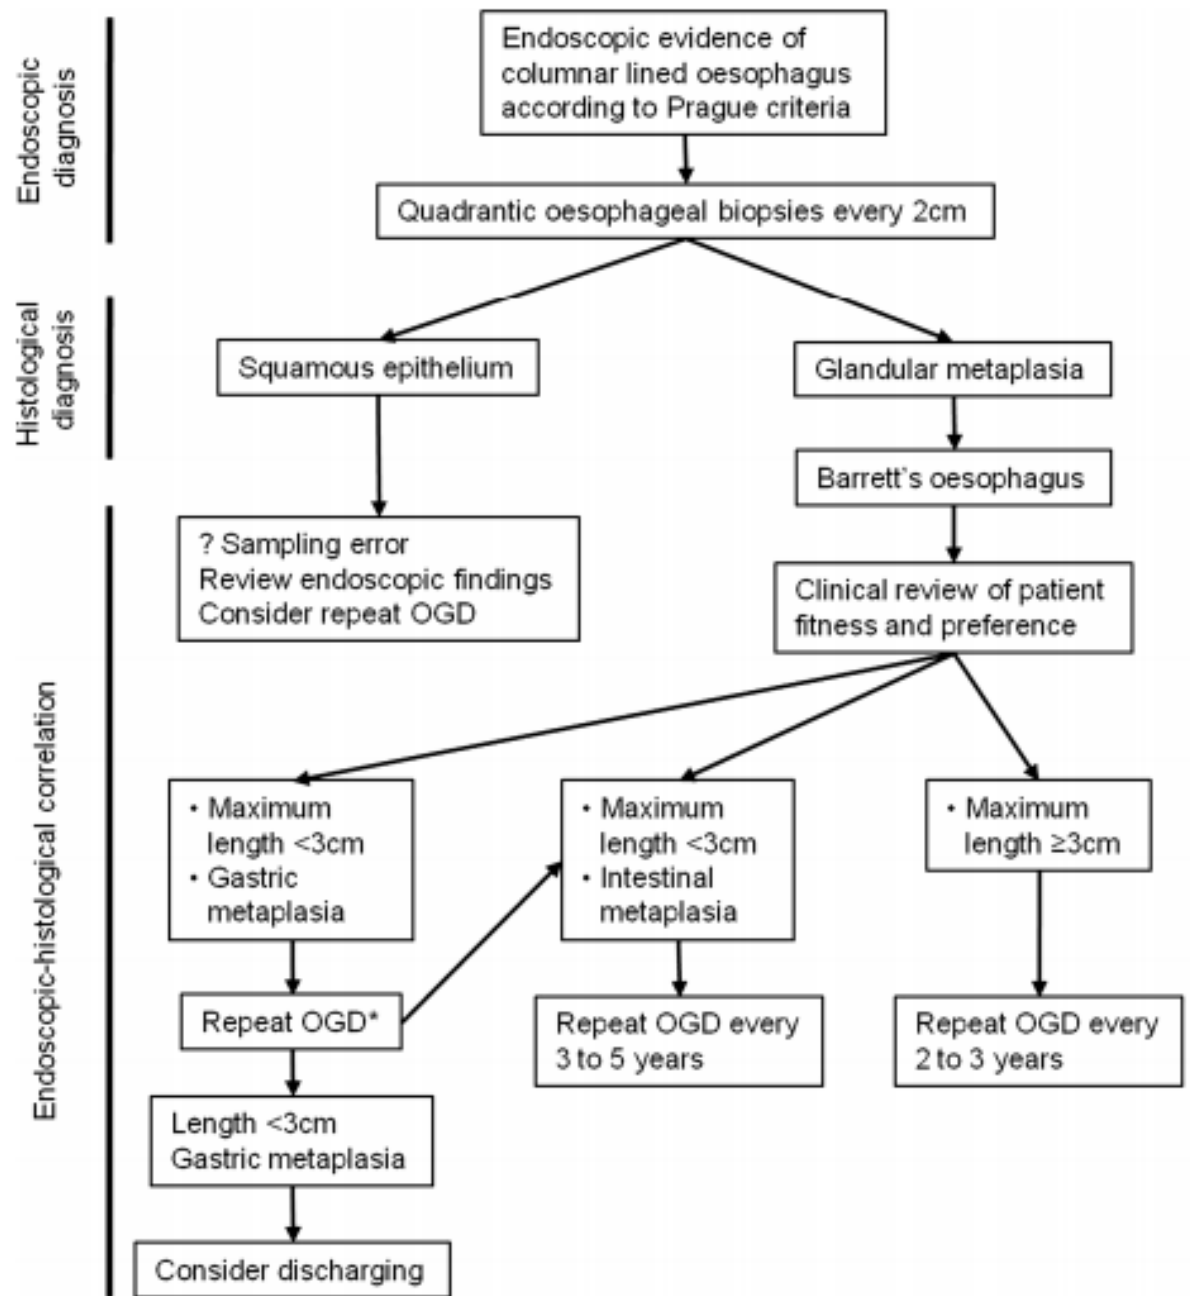 Endoscopic
diagnosis
Endoscopic evidence of
columnar lined oesophagus
according to Prague criteria
Quadrantic oesophageal biopsies every 2cm
Histological
diagnosis
Squamous epithelium
Glandular metaplasia
Barrett's oesophagus
Endoscopic-histological correlation
? Sampling error
Review endoscopic findings
Consider repeat OGD
Clinical review of patient
fitness and preference
• Maximum
length <3cm
• Gastric
metaplasia
• Maximum
length <3cm
• Intestinal
metaplasia
• Maximum
length ≥3cm
Repeat OGD*
Repeat OGD every
3 to 5 years
Repeat OGD every
2 to 3 years
Length <3cm
Gastric metaplasia
Consider discharging